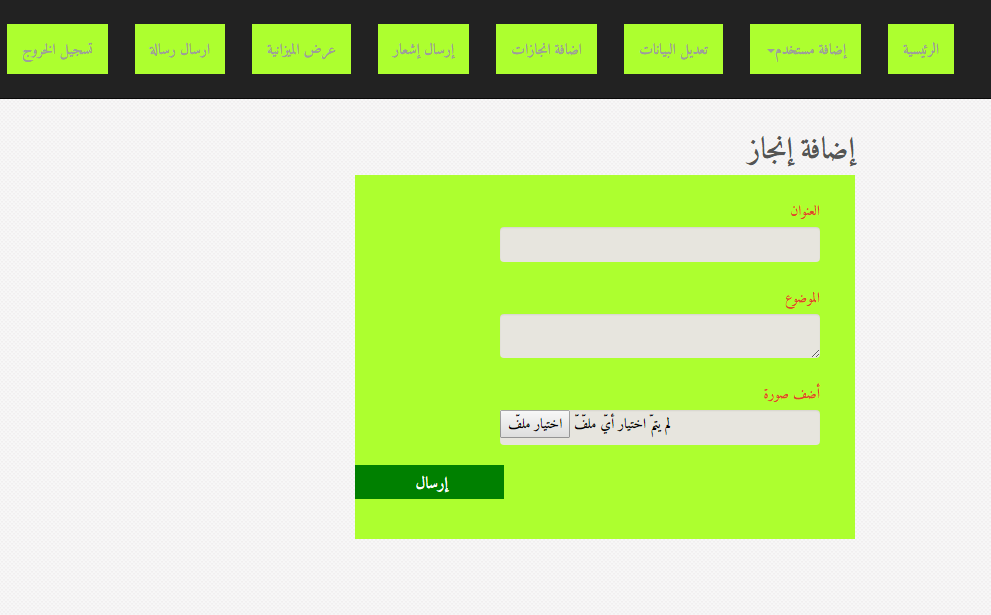 الرئيسية إضافة مستخدم تعديل البيانات اضافة انجازات إرسال إشعار عرض الميزانية ارسال رسالة تسجيل الخروج
إضافة إنجاز
العنوان
الموضوع
أضف صورة
لم يتمّ اختيار أيّ ملفّ اختيار ملفّ
إرسال